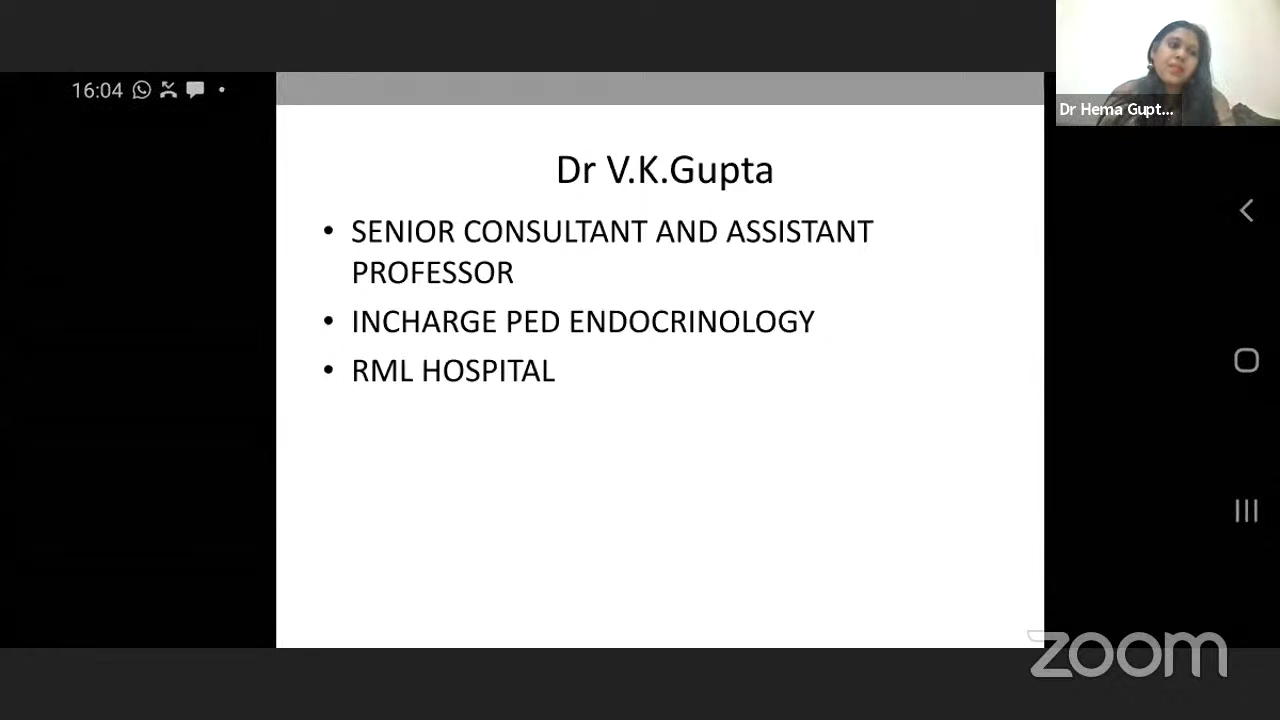 16:04
Dr Hema Gupt...
Dr V.K.Gupta
• SENIOR CONSULTANT AND ASSISTANT
PROFESSOR
• INCHARGE PED ENDOCRINOLOGY
• RML HOSPITAL
zoom